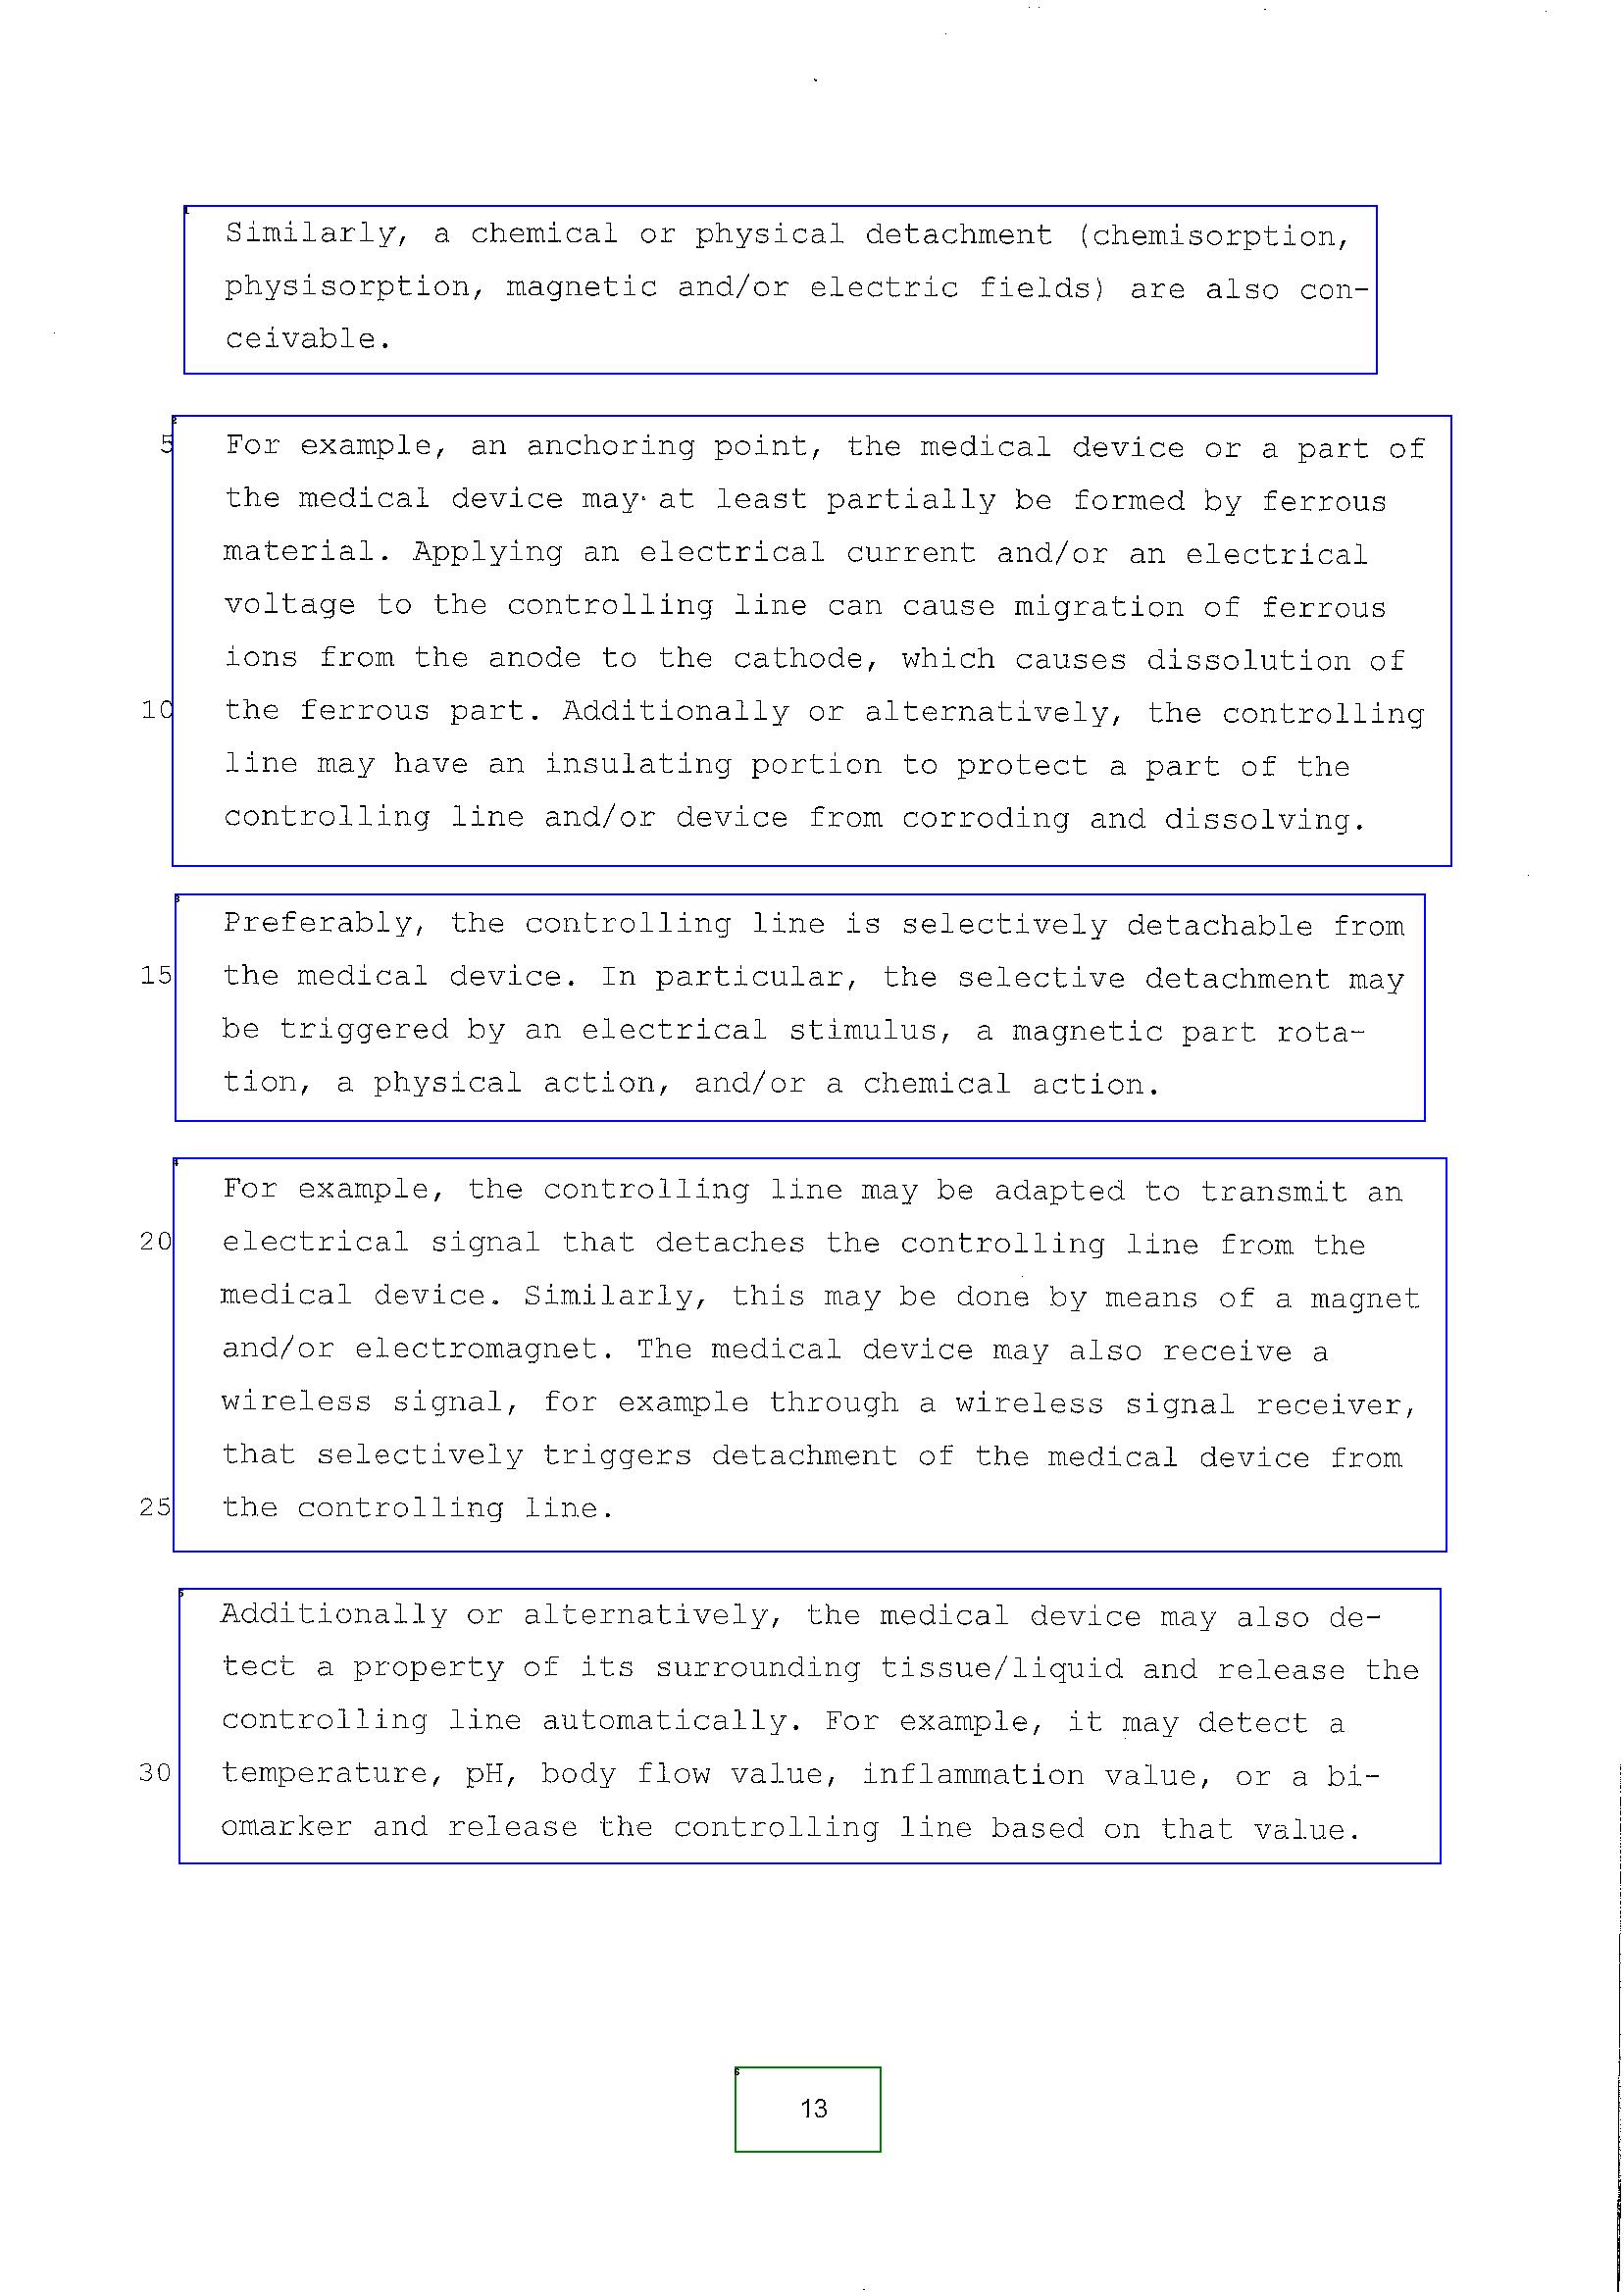 Similarly, a chemical or physical detachment (chemisorption,
physisorption, magnetic and/or electric fields) are also con-
ceivable.
5 For example, an anchoring point, the medical device or a part of
the medical device may at least partially be formed by ferrous
material. Applying an electrical current and/or an electrical
voltage to the controlling line can cause migration of ferrous
ions from the anode to the cathode, which causes dissolution of
10 the ferrous part. Additionally or alternatively, the controlling
line may have an insulating portion to protect a part of the
controlling line and/or device from corroding and dissolving.
Preferably, the controlling line is selectively detachable from
15 the medical device. In particular, the selective detachment may
be triggered by an electrical stimulus, a magnetic part rota-
tion, a physical action, and/or a chemical action.
For example, the controlling line may be adapted to transmit an
20 electrical signal that detaches the controlling line from the
medical device. Similarly, this may be done by means of a magnet
and/or electromagnet. The medical device may also receive a
wireless signal, for example through a wireless signal receiver,
that selectively triggers detachment of the medical device from
25 the controlling line.
Additionally or alternatively, the medical device may also de-
tect a property of its surrounding tissue/liquid and release the
controlling line automatically. For example, it may detect a
30 temperature, pH, body flow value, inflammation value, or a bi-
omarker and release the controlling line based on that value.
13